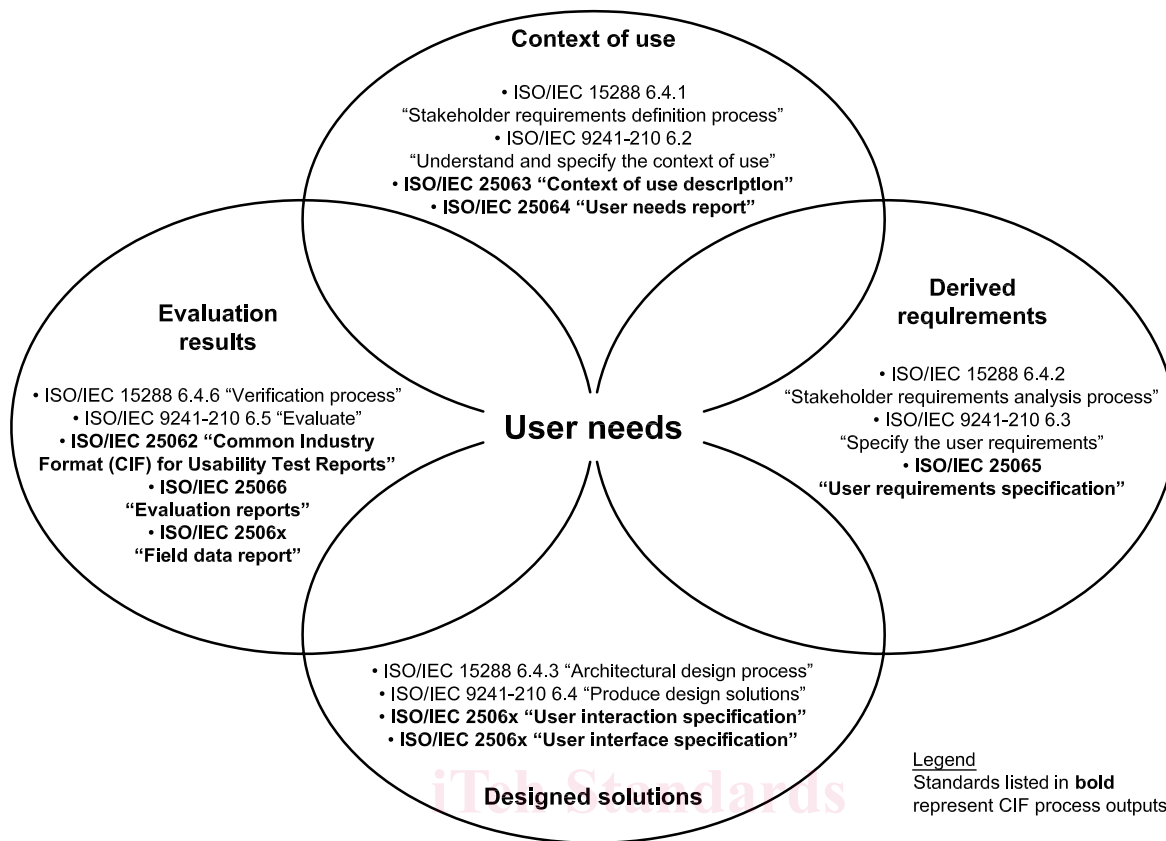 Context of use
• ISO/IEC 15288 6.4.1
“Stakeholder requirements definition process”
• ISO/IEC 9241-210 6.2
“Understand and specify the context of use”
• ISO/IEC 25063 “Context of use description”
• ISO/IEC 25064 “User needs report”
Evaluation
results
• ISO/IEC 15288 6.4.6 “Verification process”
• ISO/IEC 9241-210 6.5 “Evaluate”
• ISO/IEC 25062 “Common Industry
Format (CIF) for Usability Test Reports”
• ISO/IEC 25066
“Evaluation reports”
• ISO/IEC 2506x
“Field data report”
User needs
Derived
requirements
• ISO/IEC 15288 6.4.2
“Stakeholder requirements analysis process”
• ISO/IEC 9241-210 6.3
“Specify the user requirements”
• ISO/IEC 25065
“User requirements specification”
• ISO/IEC 15288 6.4.3 “Architectural design process”
• ISO/IEC 9241-210 6.4 “Produce design solutions”
• ISO/IEC 2506x “User interaction specification”
• ISO/IEC 2506x “User interface specification”
iTeh Standards
Designed solutions
Legend
Standards listed in bold
represent CIF process outputs